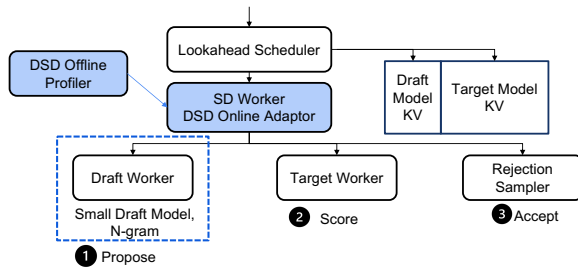 Lookahead Scheduler
DSD Offline
Profiler
SD Worker
DSD Online Adaptor
Draft
Model
KV
Target Model
KV
Draft Worker
Target Worker
Rejection
Sampler
Small Draft Model,
N-gram
1 Propose
2 Score
3 Accept